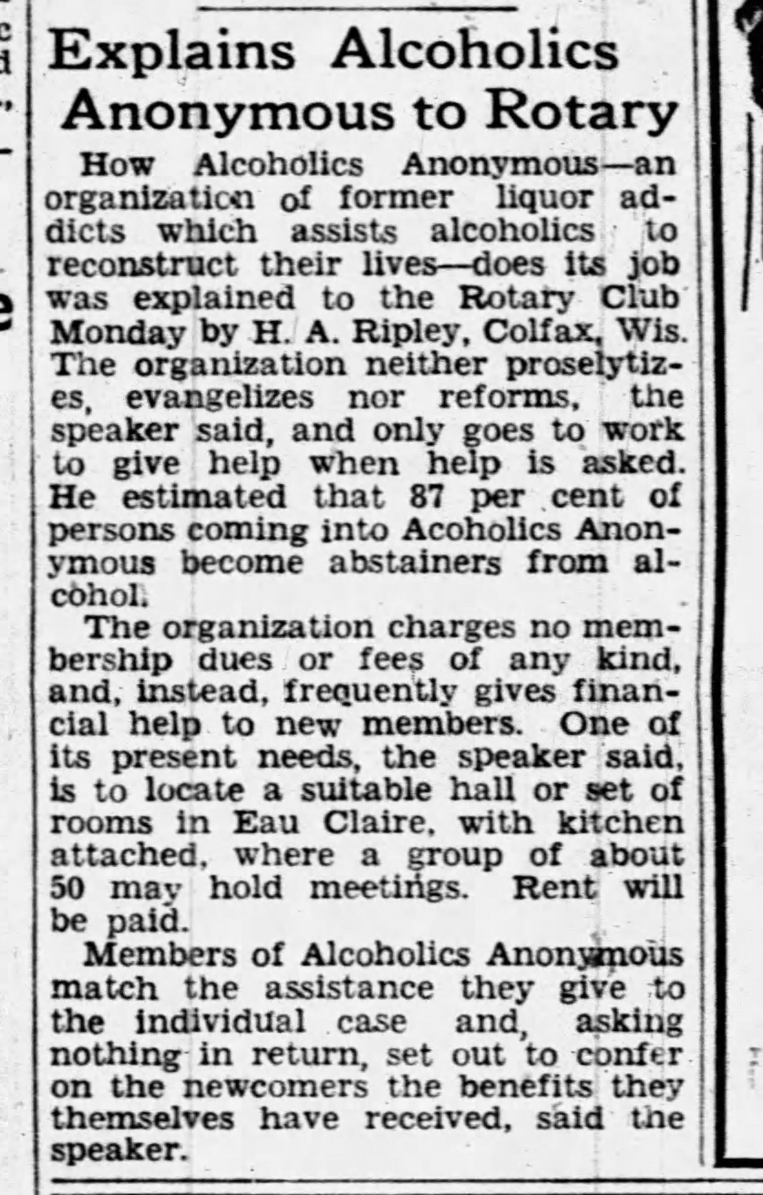 Explains Alcoholics
Anonymous to Rotary
How Alcoholics Anonymous—an
organization of former liquor ad-
dicts which assists alcoholics to
reconstruct their lives—does its job
was explained to the Rotary Club
Monday by H. A. Ripley, Colfax, Wis.
The organization neither proselytiz-
es, evangelizes nor reforms, the
speaker said, and only goes to work
to give help when help is asked.
He estimated that 87 per cent of
persons coming into Acoholics Anon-
ymous become abstainers from al-
cohol.
The organization charges no mem-
bership dues or fees of any kind,
and, instead, frequently gives finan-
cial help to new members. One of
its present needs, the speaker said,
is to locate a suitable hall or set of
rooms in Eau Claire, with kitchen
attached, where a group of about
50 may hold meetings. Rent will
be paid.
Members of Alcoholics Anonymous
match the assistance they give to
the individual case and, asking
nothing in return, set out to confer
on the newcomers the benefits they
themselves have received, said the
speaker.